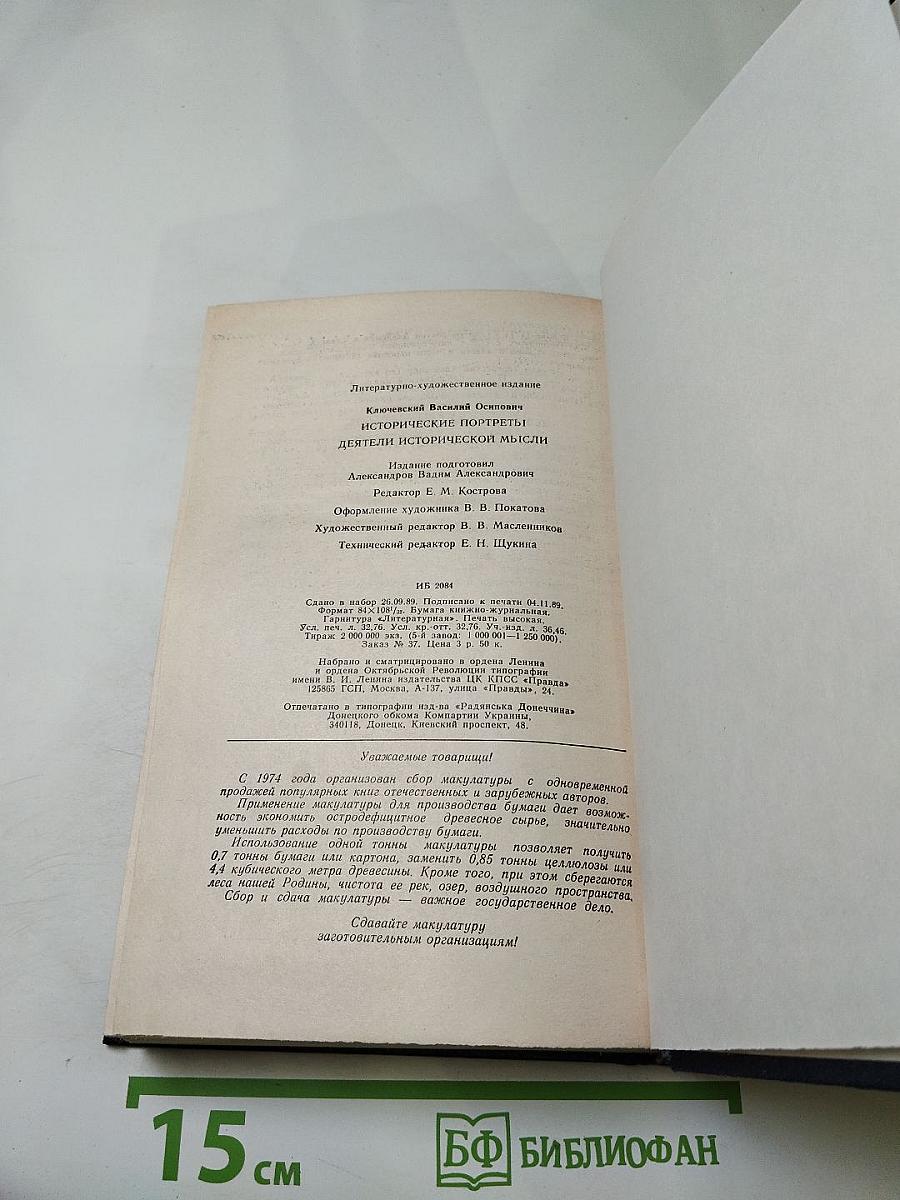 Литературно-художественное издание
Ключевский Василий Осипович
ИСТОРИЧЕСКИЕ ПОРТРЕТЫ
ДЕЯТЕЛИ ИСТОРИЧЕСКОЙ МЫСЛИ
Издание подготовил
Александров Вадим Александрович
Редактор Е. М. Кострова
Оформление художника В. В. Покатова
Художественный редактор В. В. Масленников
Технический редактор Е. Н. Щукина
ИБ 2084
Сдано в набор 26.09.89. Подписано к печати 04.11.89.
Формат 84×108¹/₃₂. Бумага книжно-журнальная.
Гарнитура «Литературная». Печать высокая.
Усл. печ. л. 32,76. Усл. кр.-отт. 32,76. Уч.-изд. л. 36,46.
Тираж 2 000 000 экз. (5-й завод: 1 000 001—1 250 000).
Заказ № 37. Цена 3 р. 50 к.
Набрано и сматрицировано в ордена Ленина
и ордена Октябрьской Революции типографии
имени В. И. Ленина издательства ЦК КПСС «Правда»
125865 ГСП, Москва, А-137, улица «Правды», 24.
Отпечатано в типографии изд-ва «Радянська Донеччина»
Донецкого обкома Компартии Украины,
340118, Донецк, Киевский проспект, 48.
Уважаемые товарищи!
С 1974 года организован сбор макулатуры с одновременной
продажей популярных книг отечественных и зарубежных авторов.
Применение макулатуры для производства бумаги дает возмож-
ность экономить остродефицитное древесное сырье, значительно
уменьшить расходы по производству бумаги.
Использование одной тонны макулатуры позволяет получить
0,7 тонны бумаги или картона, заменить 0,85 тонны целлюлозы или
4,4 кубического метра древесины. Кроме того, при этом сберегаются
леса нашей Родины, чистота ее рек, озер, воздушного пространства.
Сбор и сдача макулатуры — важное государственное дело.
Сдавайте макулатуру
заготовительным организациям!
15 см
БФ БИБЛИОФАН